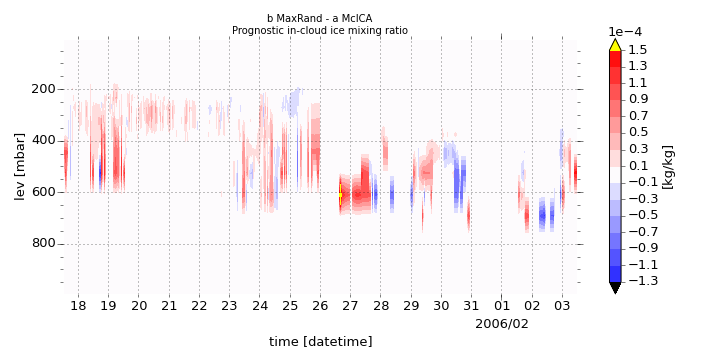 b MaxRand - a McICA
Prognostic in-cloud ice mixing ratio
1e−4
1.5
1.3
1.1
0.9
0.7
0.5
0.3
0.1
−0.1
−0.3
−0.5
−0.7
−0.9
−1.1
−1.3
[kg/kg]
lev [mbar]
200
400
600
800
18 19 20 21 22 23 24 25 26 27 28 29 30 31 01 02 03
2006/02
time [datetime]